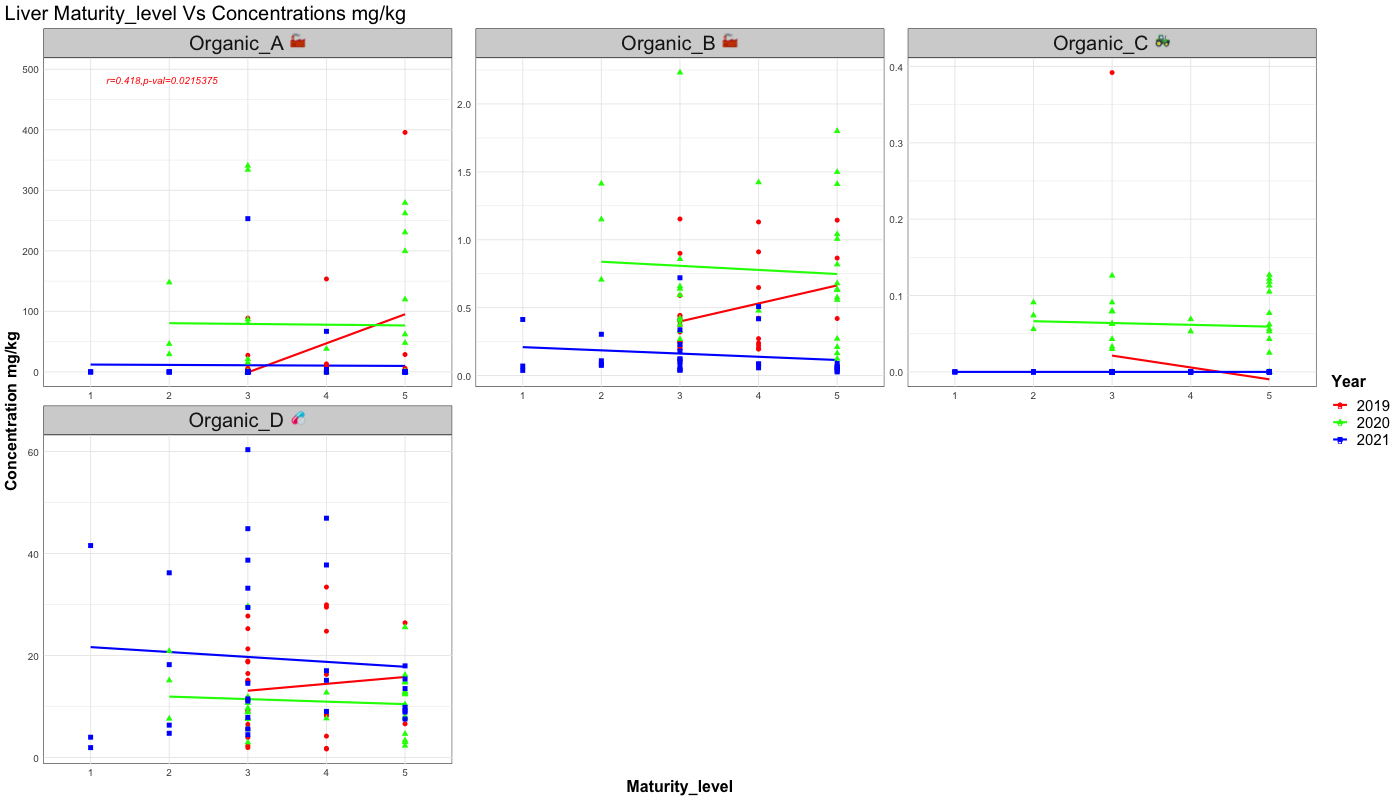 Liver Maturity_level Vs Concentrations mg/kg
Organic_A
Organic_B
Organic_C
r=0.418,p-val=0.0215375
500
400
300
200
100
0
1 2 3 4 5
2.0
1.5
1.0
0.5
0.0
1 2 3 4 5
0.4
0.3
0.2
0.1
0.0
1 2 3 4 5
Organic_D
60
40
20
0
1 2 3 4 5
Concentration mg/kg
Maturity_level
Year
2019
2020
2021